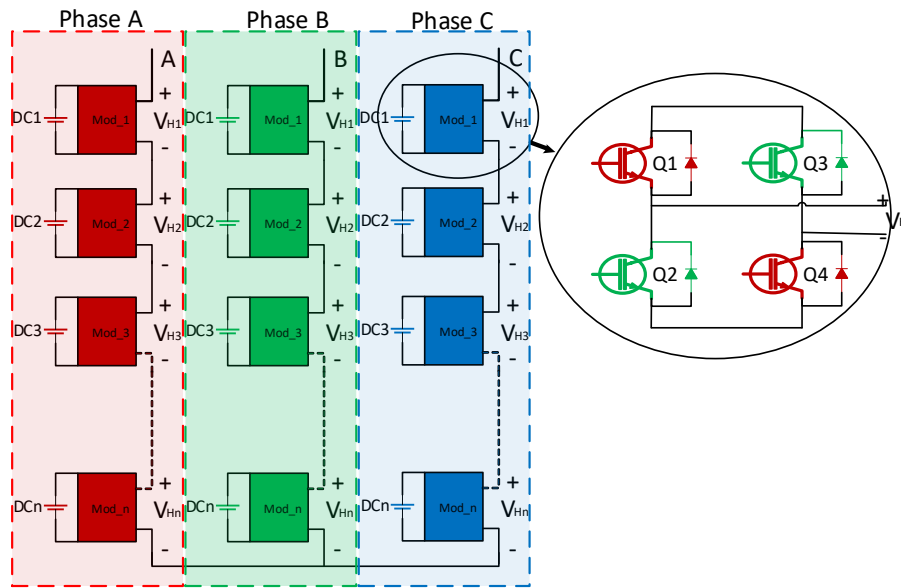 Phase A
Phase B
Phase C
A
B
C
DC1
Mod_1
+
VH1
-
DC1
Mod_1
+
VH1
-
DC1
Mod_1
+
VH1
-
DC2
Mod_2
+
VH2
-
DC2
Mod_2
+
VH2
-
DC2
Mod_2
+
VH2
-
DC3
Mod_3
+
VH3
-
DC3
Mod_3
+
VH3
-
DC3
Mod_3
+
VH3
-
DCn
Mod_n
+
VHn
-
DCn
Mod_n
+
VHn
-
DCn
Mod_n
+
VHn
-
Q1
Q3
+
-
Q2
Q4